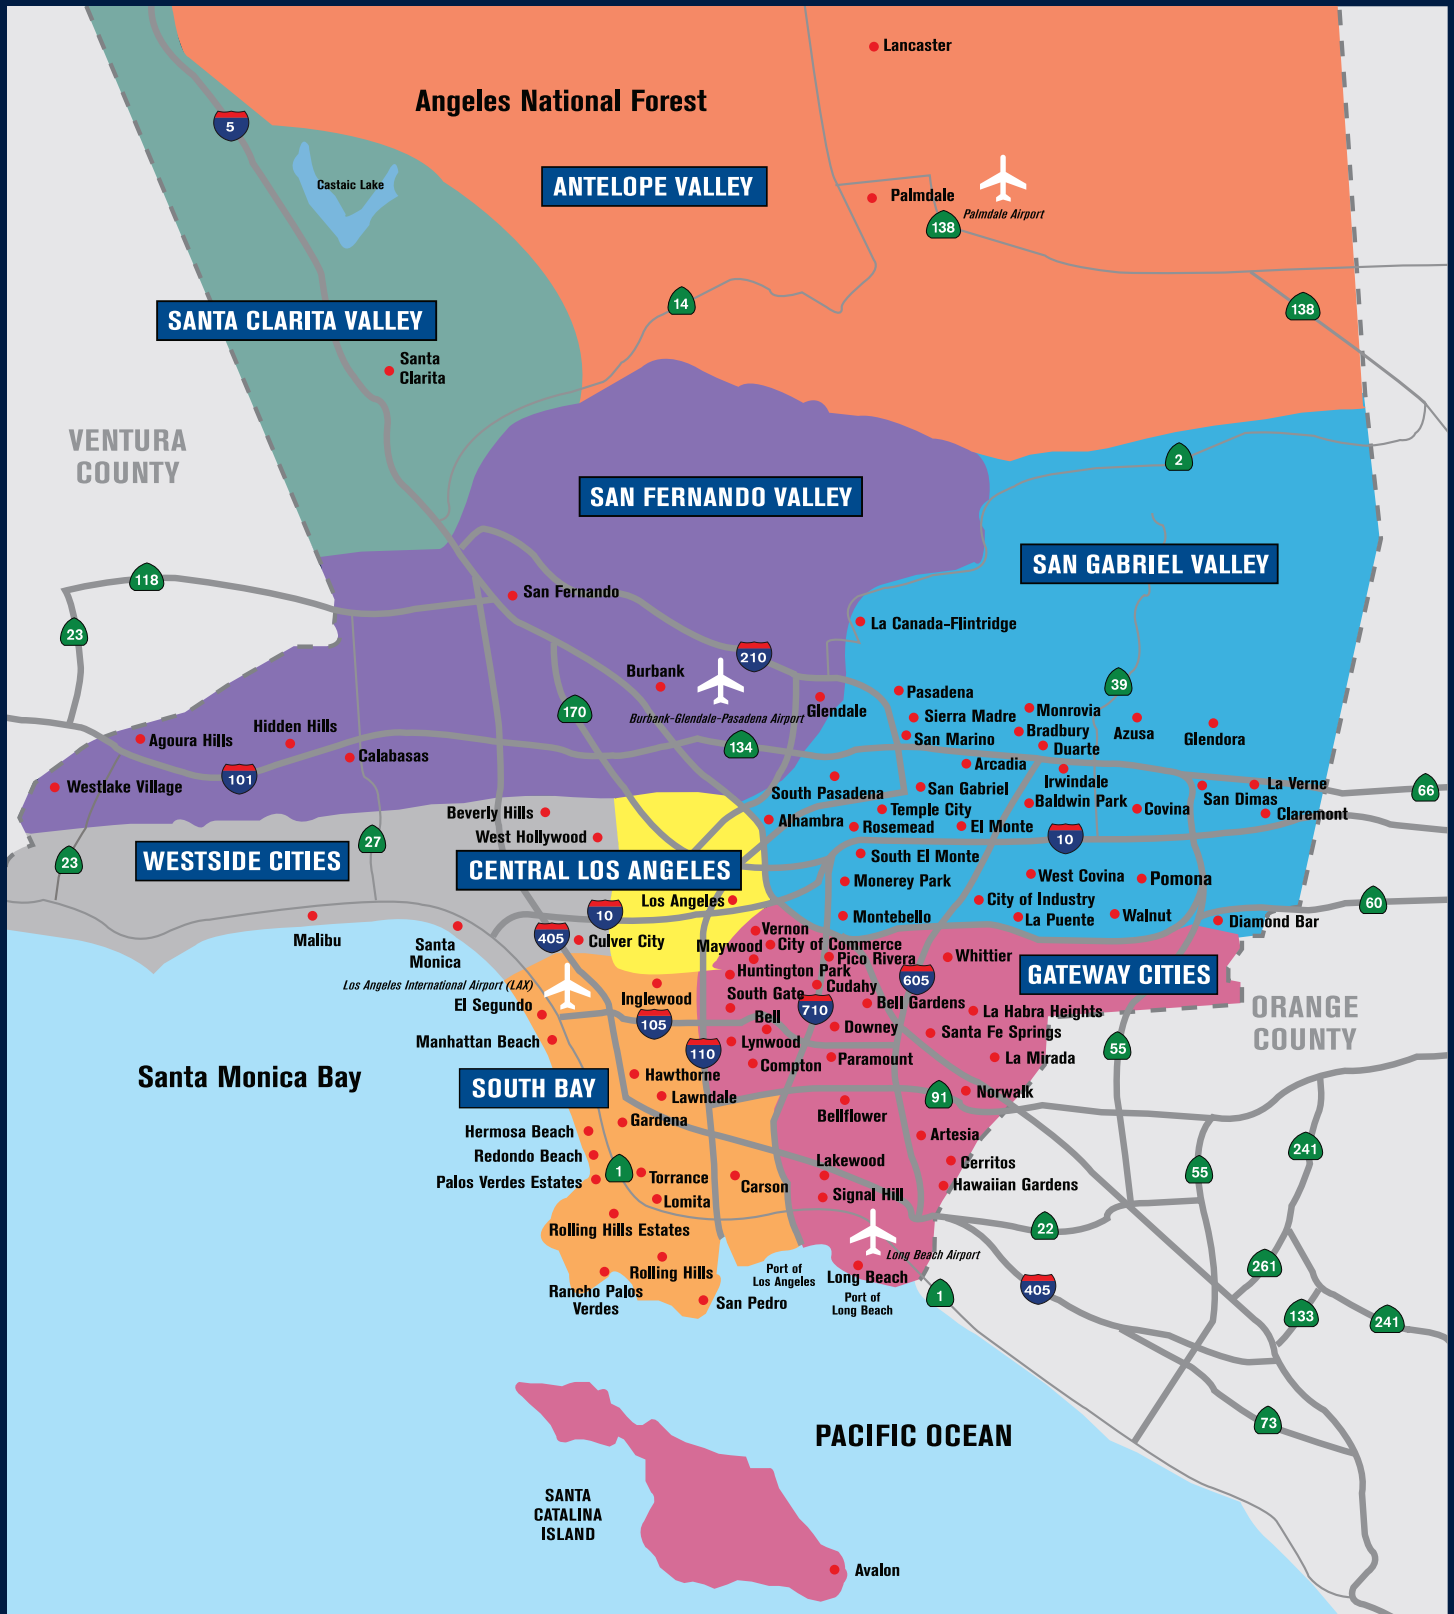 Lancaster
Angeles National Forest
5
Castaic Lake
ANTELOPE VALLEY
Palmdale
Palmdale Airport
138
14
138
SANTA CLARITA VALLEY
Santa
Clarita
VENTURA
COUNTY
2
SAN FERNANDO VALLEY
SAN GABRIEL VALLEY
118
San Fernando
23
La Canada-Flintridge
210
Burbank
39
Pasadena
170
Burbank-Glendale-Pasadena Airport
Glendale
Sierra Madre
Monrovia
Bradbury
Azusa
Glendora
Hidden Hills
Agoura Hills
134
San Marino
Duarte
Calabasas
101
Arcadia
Irwindale
Westlake Village
South Pasadena
San Gabriel
La Verne
San Dimas
66
Beverly Hills
Temple City
Baldwin Park
Covina
Claremont
Alhambra
Rosemead
El Monte
West Hollywood
10
27
23
WESTSIDE CITIES
CENTRAL LOS ANGELES
South El Monte
Monerey Park
West Covina
Pomona
Los Angeles
City of Industry
60
10
Malibu
Montebello
La Puente
Walnut
Diamond Bar
Santa
Monica
405
Culver City
Vernon
Maywood
City of Commerce
Pico Rivera
Whittier
GATEWAY CITIES
Los Angeles International Airport (LAX)
Huntington Park
605
Inglewood
South Gate
Cudahy
El Segundo
Bell
710
Bell Gardens
La Habra Heights
ORANGE
COUNTY
105
Downey
Santa Fe Springs
Manhattan Beach
110
Lynwood
55
Compton
Paramount
La Mirada
Santa Monica Bay
SOUTH BAY
Hawthorne
Lawndale
91
Norwalk
Bellflower
Gardena
Hermosa Beach
Artesia
241
Redondo Beach
Lakewood
Cerritos
55
Palos Verdes Estates
1
Torrance
Carson
Hawaiian Gardens
Lomita
Signal Hill
Rolling Hills Estates
22
Long Beach Airport
261
Rolling Hills
Port of
Los Angeles
Long Beach
Rancho Palos
Verdes
San Pedro
Port of
Long Beach
1
405
133
241
73
PACIFIC OCEAN
SANTA
CATALINA
ISLAND
Avalon